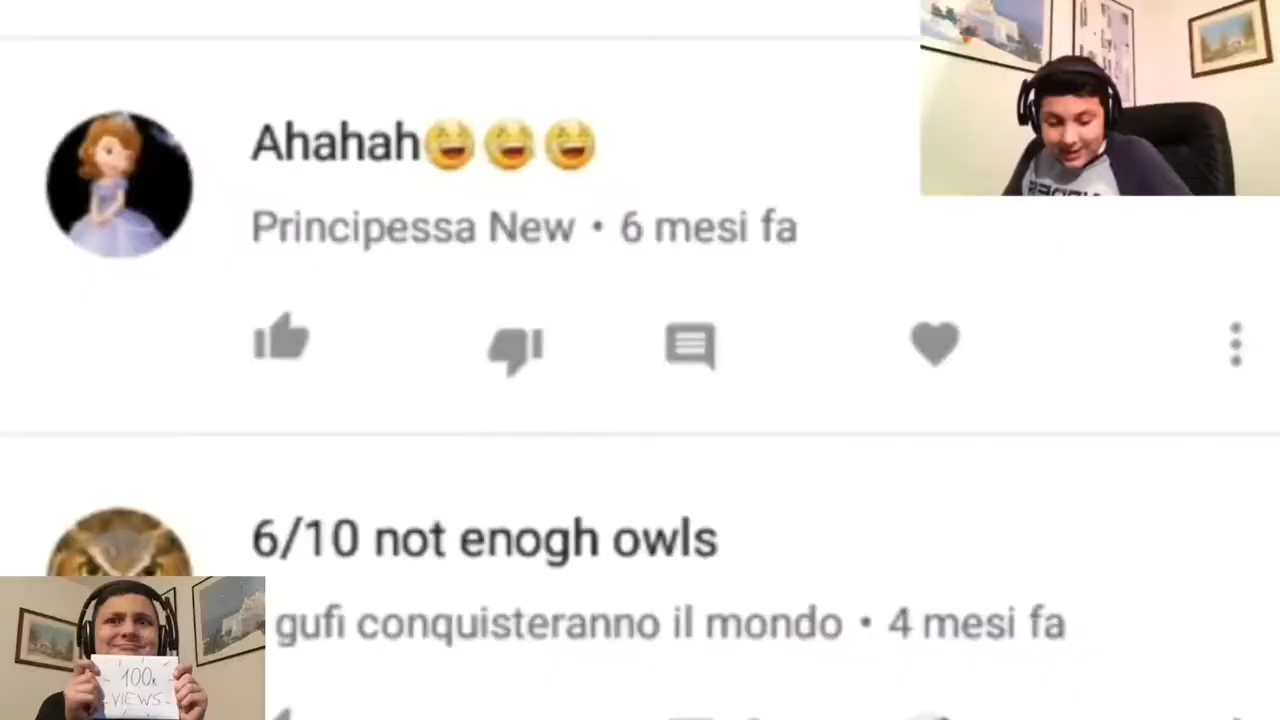 Ahahah😆😆😆
Principessa New • 6 mesi fa
6/10 not enogh owls
gufi conquisteranno il mondo • 4 mesi fa
100k
VIEWS